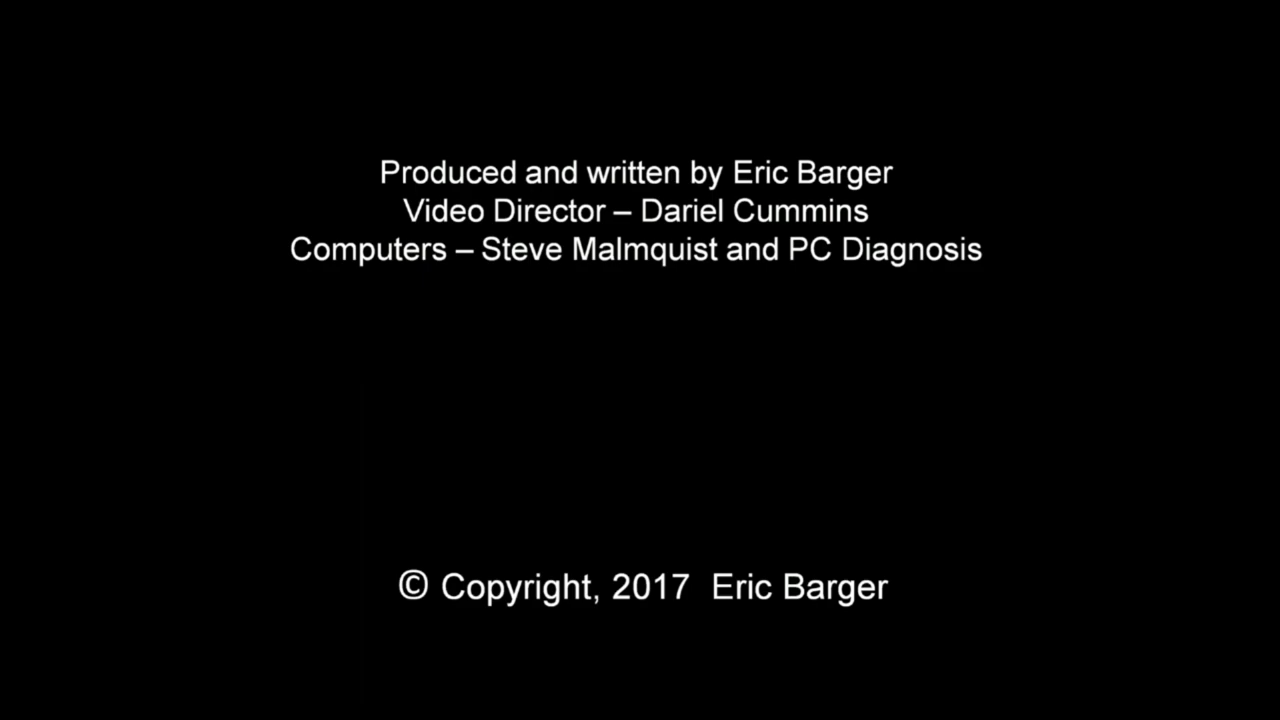 Produced and written by Eric Barger
Video Director – Dariel Cummins
Computers – Steve Malmquist and PC Diagnosis
© Copyright, 2017  Eric Barger